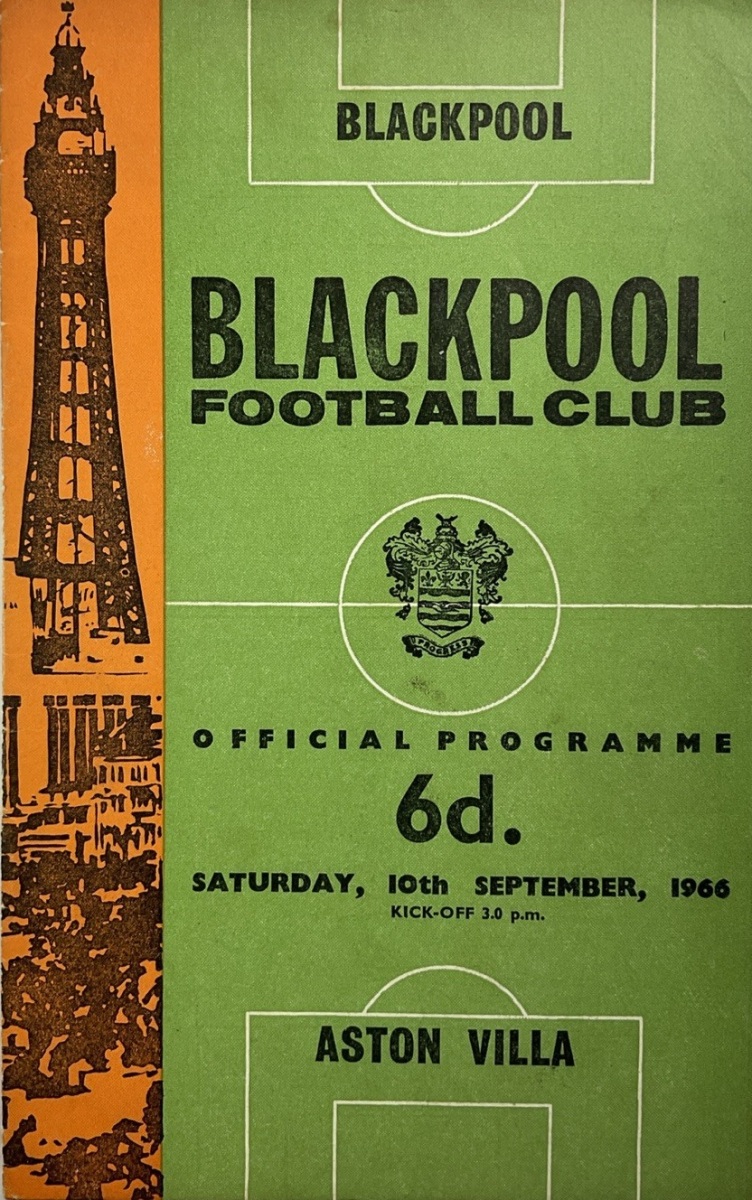 BLACKPOOL
BLACKPOOL
FOOTBALL CLUB
PROGRESS
OFFICIAL PROGRAMME
6d.
SATURDAY, 10th SEPTEMBER, 1966
KICK-OFF 3.0 p.m.
ASTON VILLA